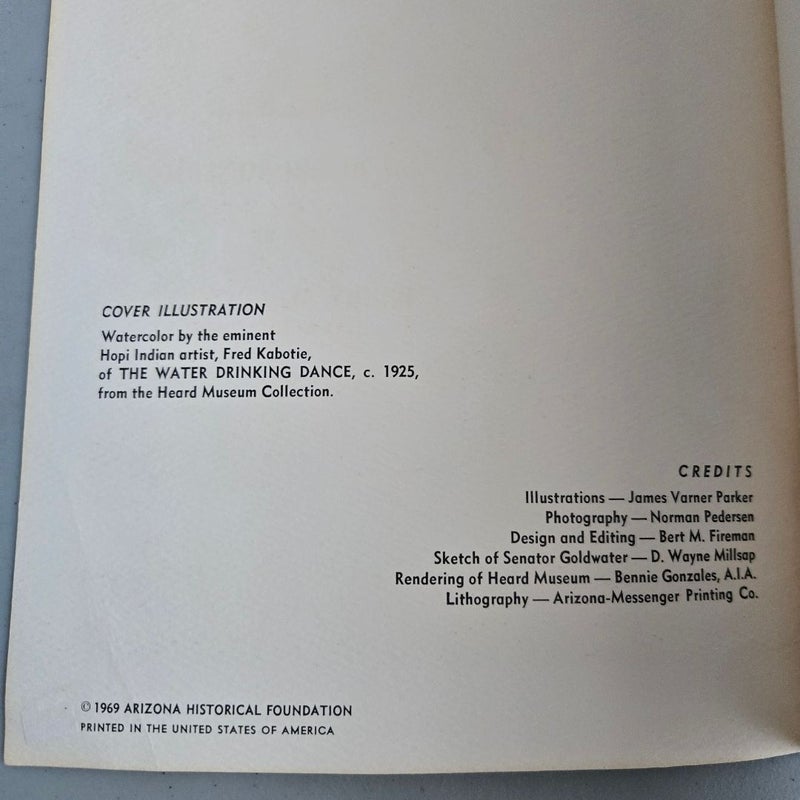 COVER ILLUSTRATION
Watercolor by the eminent
Hopi Indian artist, Fred Kabotie,
of THE WATER DRINKING DANCE, c. 1925,
from the Heard Museum Collection.
CREDITS
Illustrations — James Varner Parker
Photography — Norman Pedersen
Design and Editing — Bert M. Fireman
Sketch of Senator Goldwater — D. Wayne Millsap
Rendering of Heard Museum — Bennie Gonzales, A.I.A.
Lithography — Arizona-Messenger Printing Co.
© 1969 ARIZONA HISTORICAL FOUNDATION
PRINTED IN THE UNITED STATES OF AMERICA